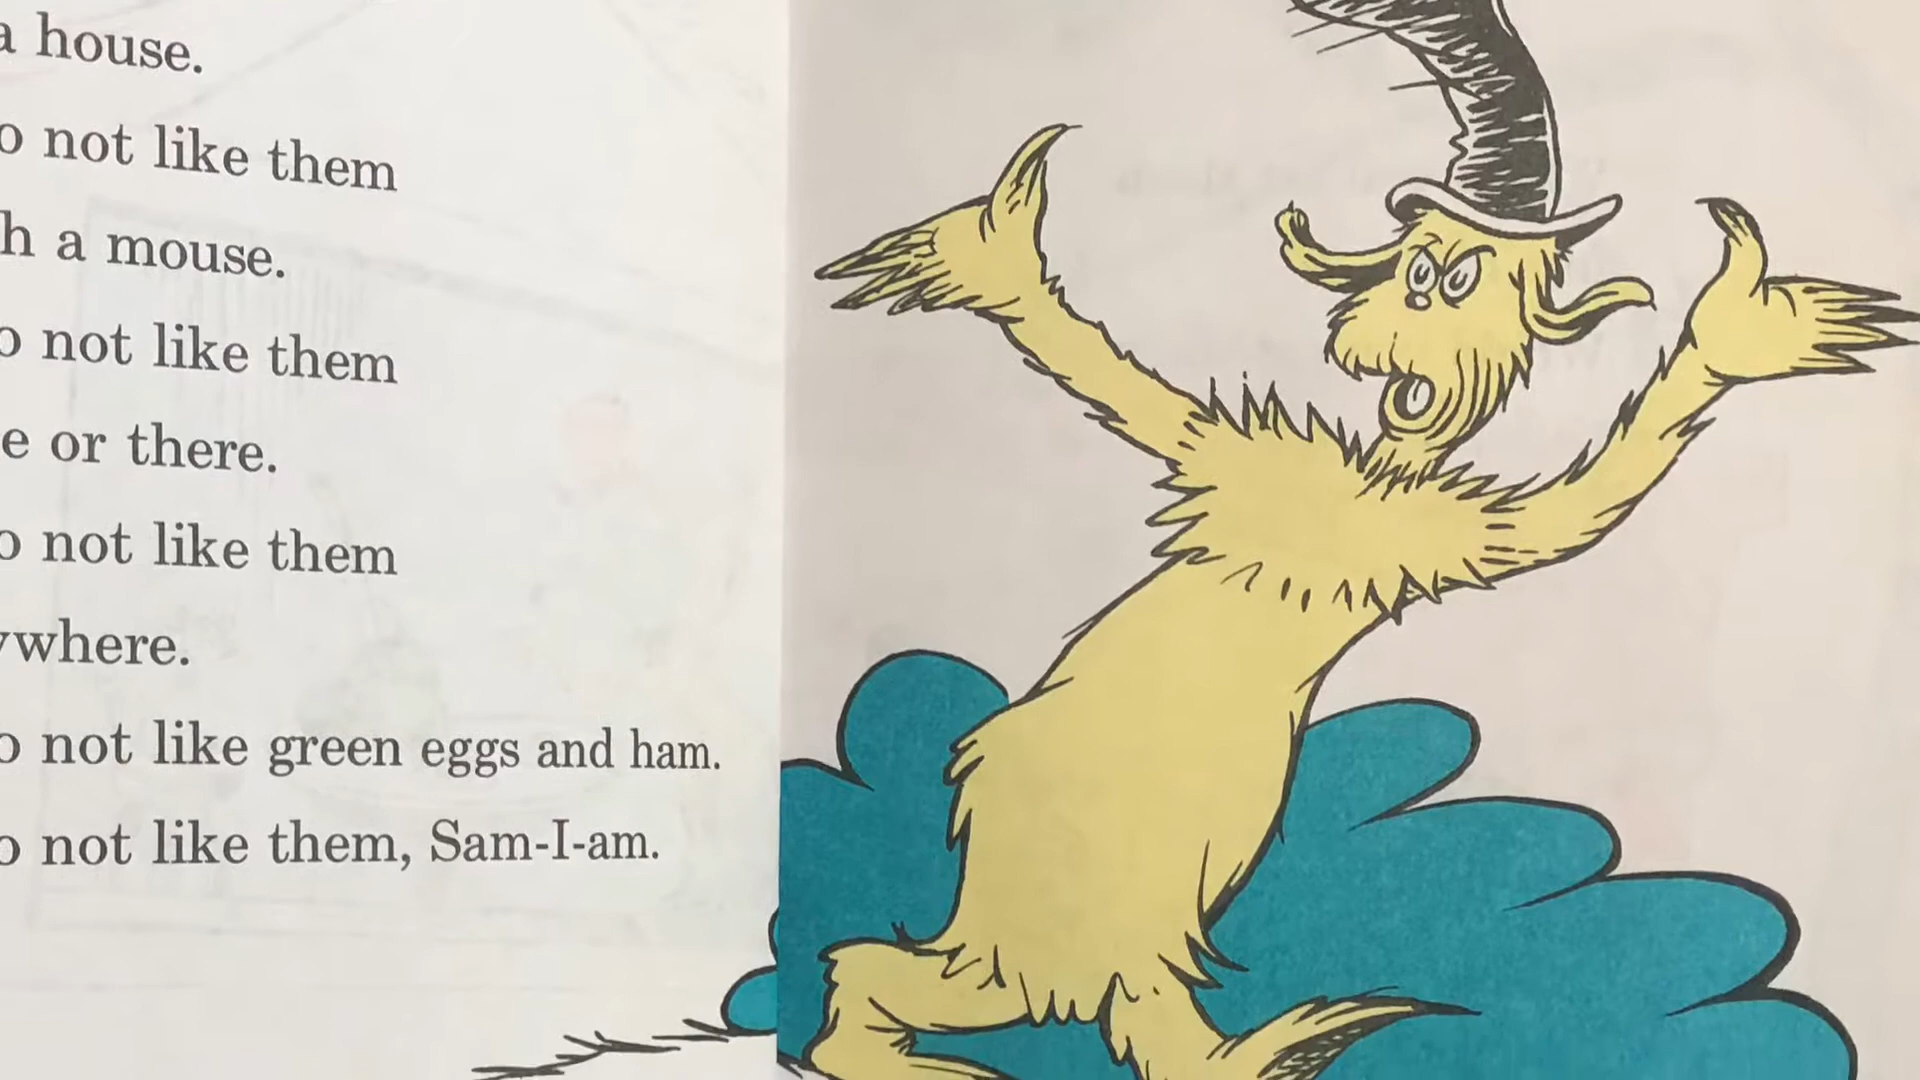 a house.
o not like them
h a mouse.
o not like them
e or there.
o not like them
ywhere.
o not like green eggs and ham.
o not like them, Sam-I-am.